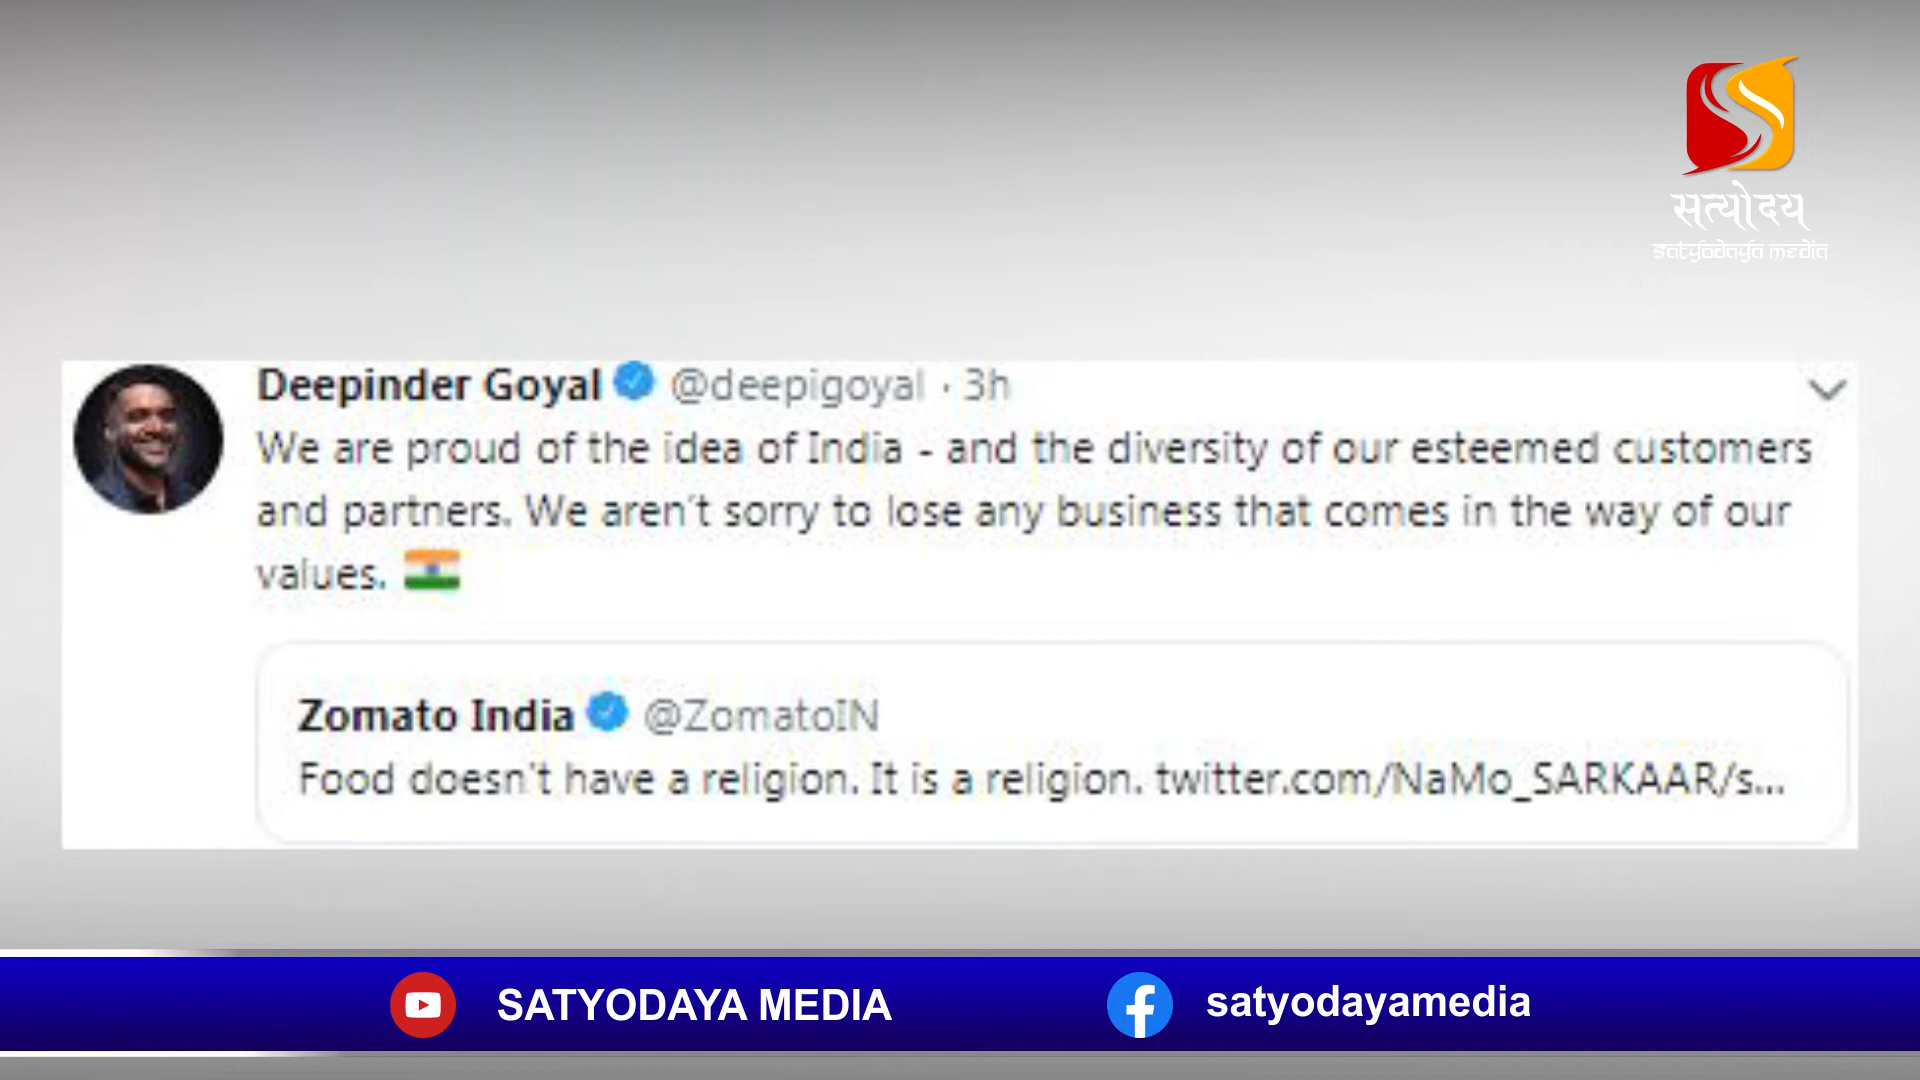 सत्योदय
satyodaya media
Deepinder Goyal @deepigoyal · 3h
We are proud of the idea of India - and the diversity of our esteemed customers
and partners. We aren't sorry to lose any business that comes in the way of our
values.
Zomato India @ZomatoIN
Food doesn't have a religion. It is a religion. twitter.com/NaMo_SARKAAR/s...
SATYODAYA MEDIA
satyodayamedia